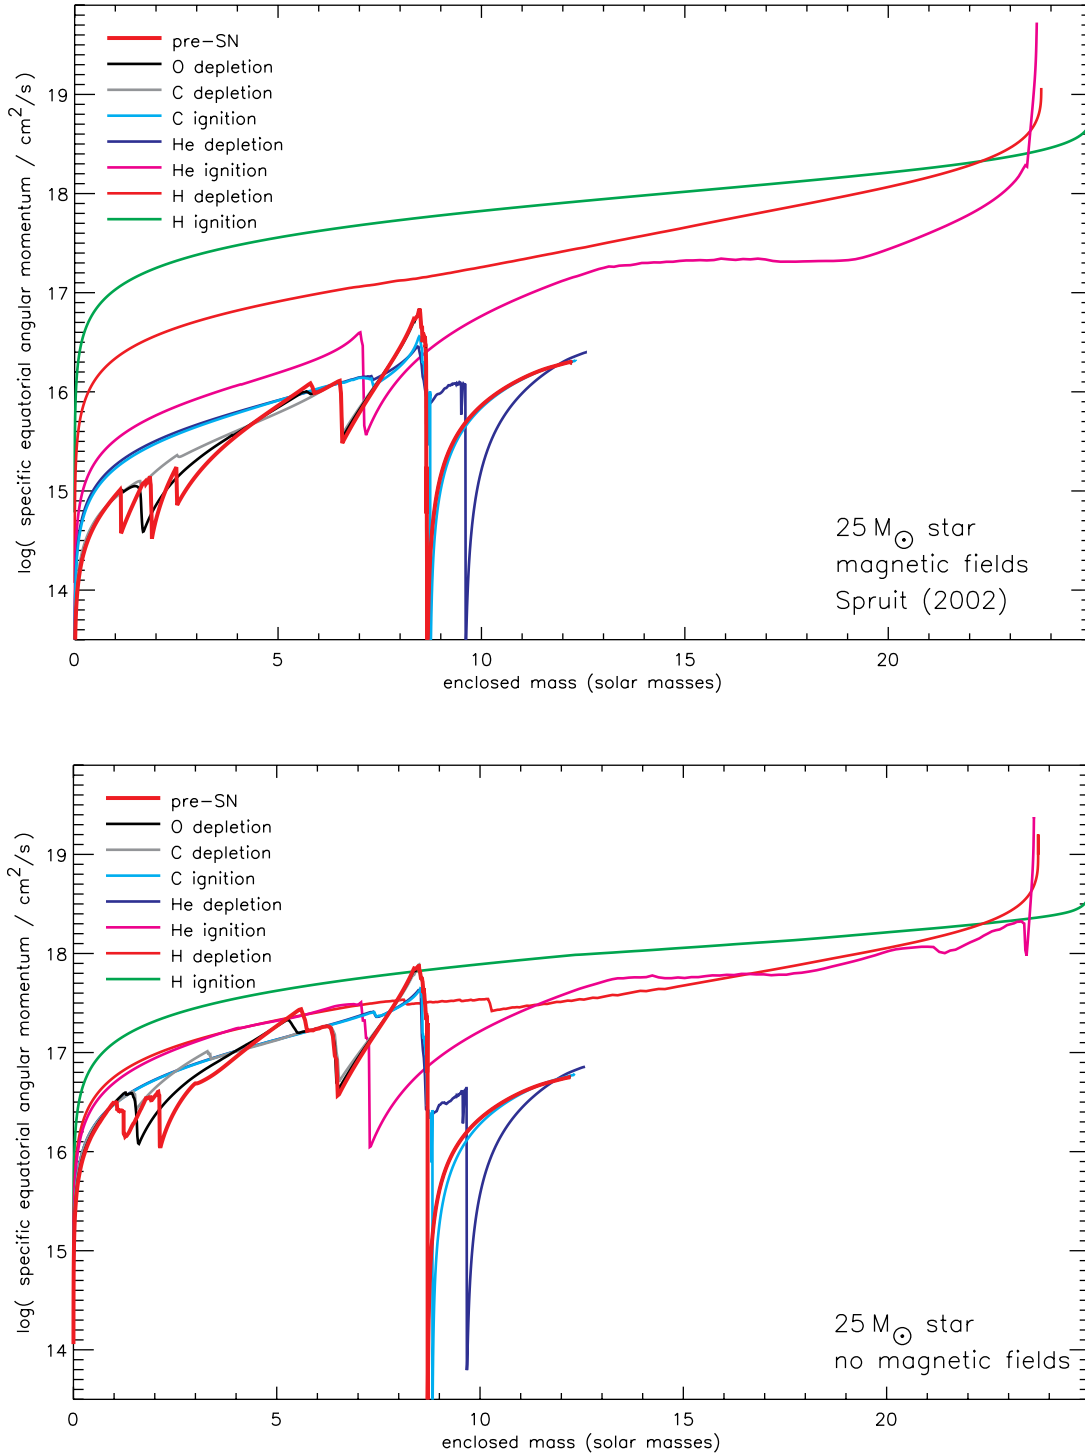 19
18
17
16
15
14
log( specific equatorial angular momentum / cm2/s)
pre-SN
O depletion
C depletion
C ignition
He depletion
He ignition
H depletion
H ignition
25 M☉ star
magnetic fields
Spruit (2002)
0 5 10 15 20
enclosed mass (solar masses)
19
18
17
16
15
14
log( specific equatorial angular momentum / cm2/s)
pre-SN
O depletion
C depletion
C ignition
He depletion
He ignition
H depletion
H ignition
25 M☉ star
no magnetic fields
0 5 10 15 20
enclosed mass (solar masses)